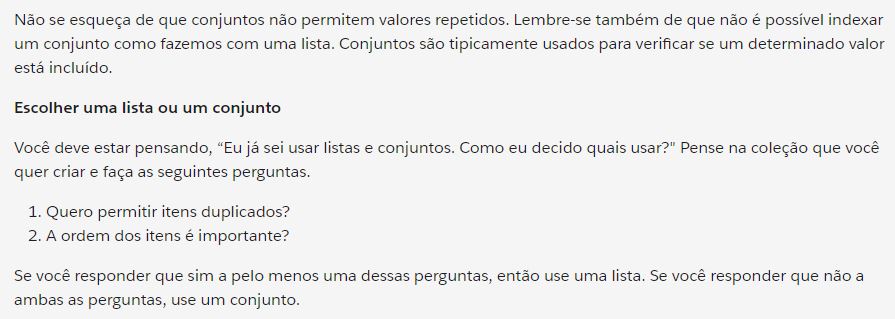 Não se esqueça de que conjuntos não permitem valores repetidos. Lembre-se também de que não é possível indexar
um conjunto como fazemos com uma lista. Conjuntos são tipicamente usados para verificar se um determinado valor
está incluído.
Escolher uma lista ou um conjunto
Você deve estar pensando, “Eu já sei usar listas e conjuntos. Como eu decido quais usar?" Pense na coleção que você
quer criar e faça as seguintes perguntas.
1. Quero permitir itens duplicados?
2. A ordem dos itens é importante?
Se você responder que sim a pelo menos uma dessas perguntas, então use uma lista. Se você responder que não a
ambas as perguntas, use um conjunto.